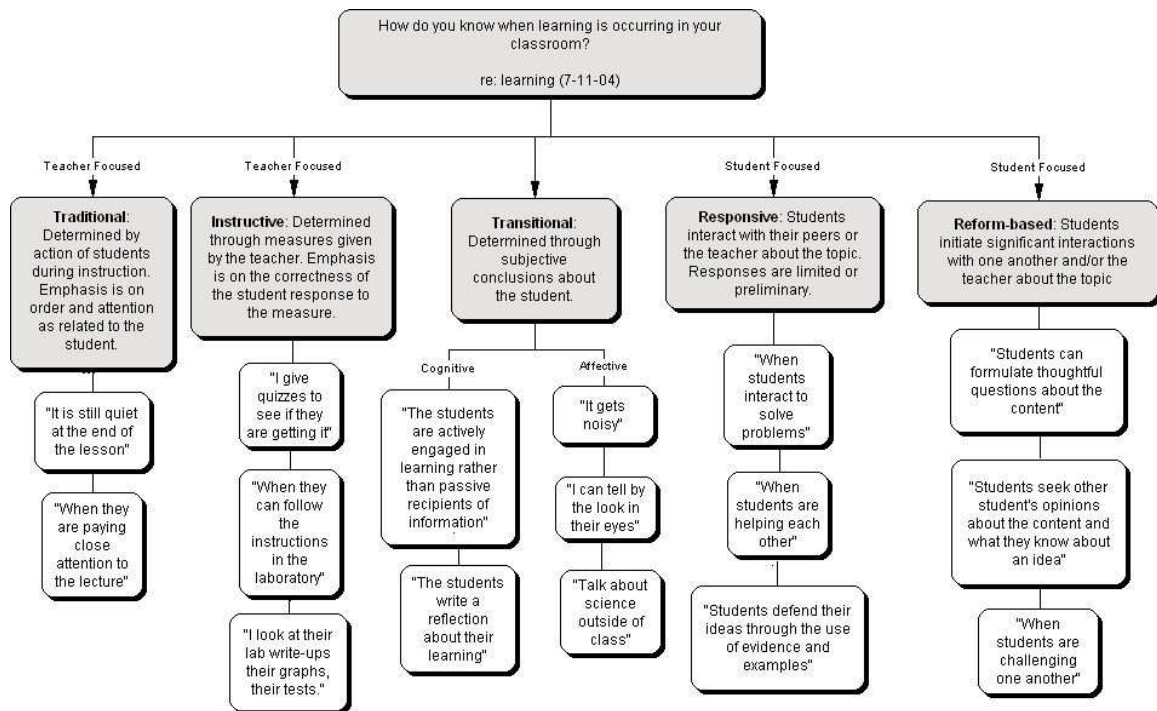 How do you know when learning is occurring in your
classroom?
re: learning (7-11-04)
Teacher Focused
Teacher Focused
Student Focused
Student Focused
Traditional:
Determined by
action of students
during instruction.
Emphasis is on
order and attention
as related to the
student.
Instructive: Determined
through measures given
by the teacher. Emphasis
is on the correctness of
the student response to
the measure.
Transitional:
Determined through
subjective
conclusions about
the student.
Responsive: Students
interact with their peers or
the teacher about the topic.
Responses are limited or
preliminary.
Reform-based: Students
initiate significant interactions
with one another and/or the
teacher about the topic
Cognitive
Affective
"It is still quiet
at the end of
the lesson"
"When they
are paying
close
attention to
the lecture"
"I give
quizzes to
see if they
are getting it"
"When they
can follow
the
instructions
in the
laboratory"
"I look at their
lab write-ups
their graphs,
their tests."
"The students
are actively
engaged in
learning rather
than passive
recipients of
information"
"The students
write a
reflection
about their
learning"
"It gets
noisy"
"I can tell by
the look in
their eyes"
"Talk about
science
outside of
class"
"When
students
interact to
solve
problems"
"When
students are
helping each
other"
"Students defend their
ideas through the use
of evidence and
examples"
"Students can
formulate thoughtful
questions about the
content"
"Students seek other
student's opinions
about the content and
what they know about
an idea"
"When
students are
challenging
one another"